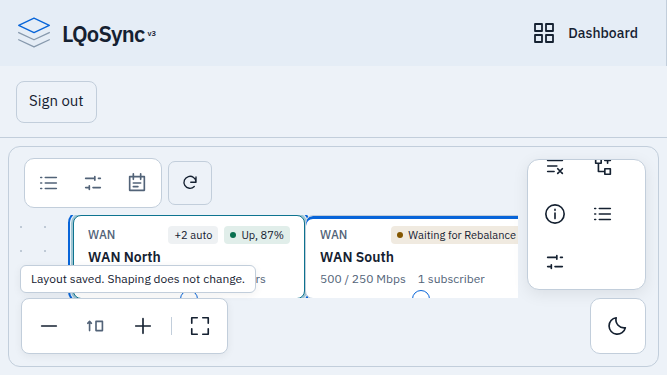 LQoSync v3
Dashboard
Sign out
WAN +2 auto Up, 87%
WAN North
rs
WAN Waiting for Rebalance
WAN South
500 / 250 Mbps 1 subscriber
Layout saved. Shaping does not change.